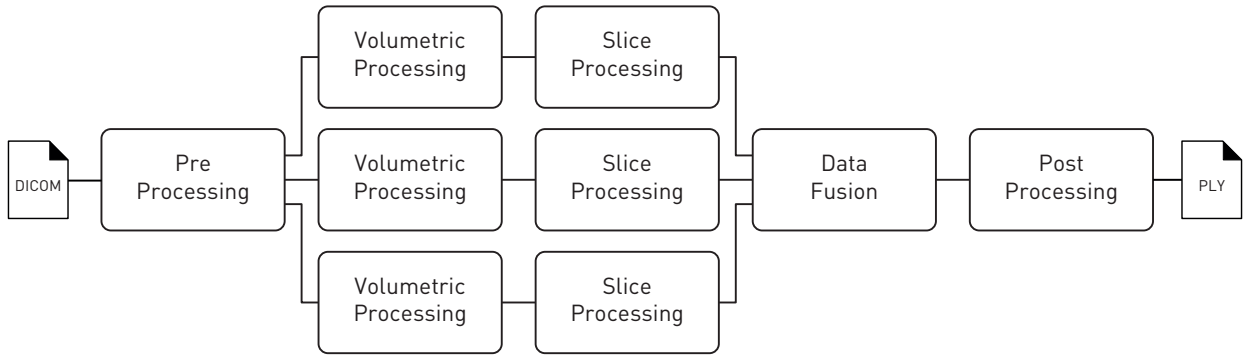 DICOM
Pre
Processing
Volumetric
Processing
Slice
Processing
Volumetric
Processing
Slice
Processing
Volumetric
Processing
Slice
Processing
Data
Fusion
Post
Processing
PLY